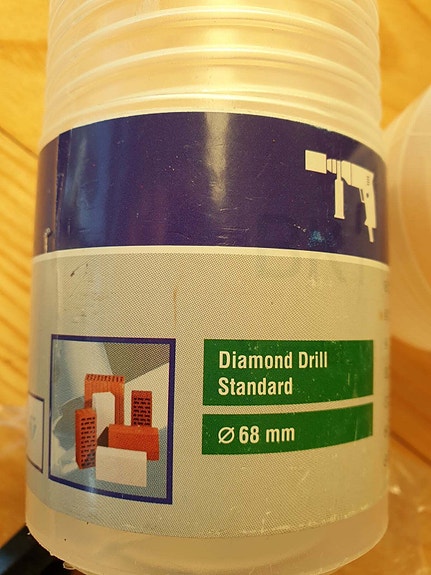 Diamond Drill
Standard
Ø 68 mm